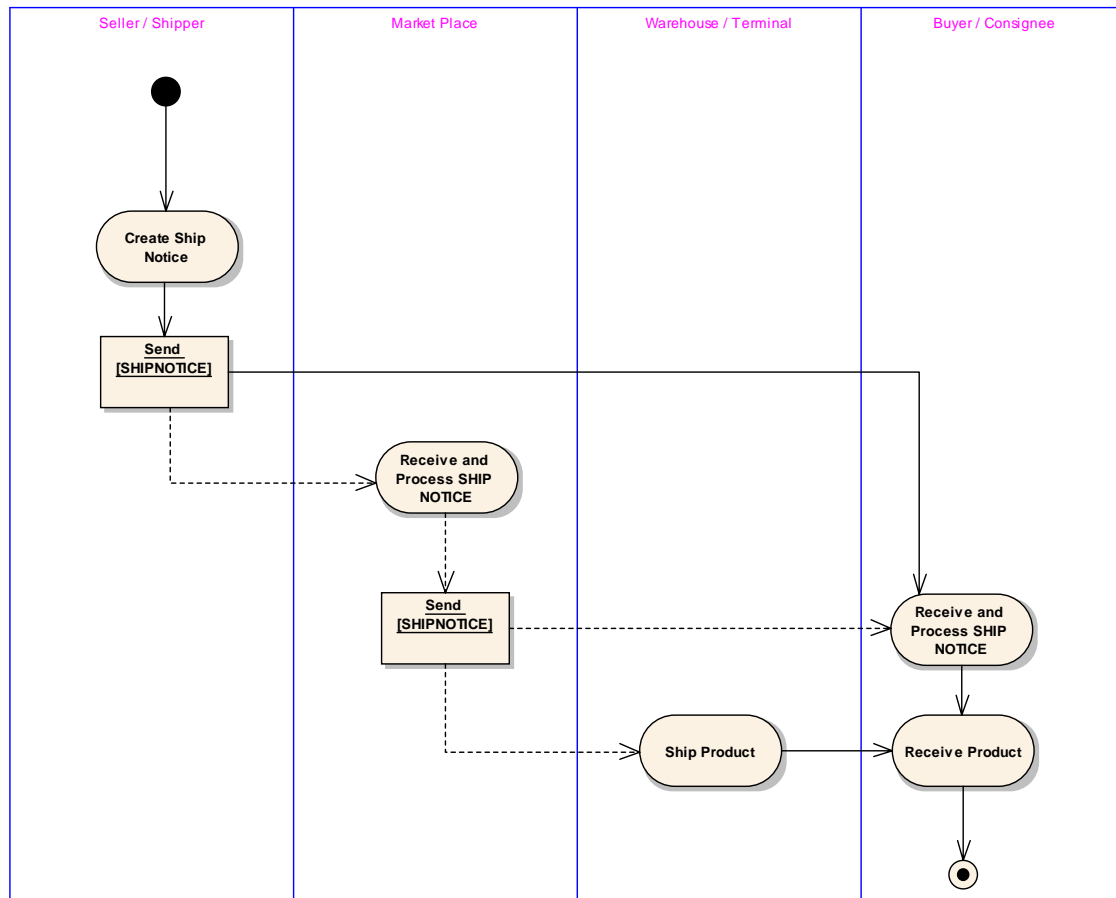 Seller / Shipper
Market Place
Warehouse / Terminal
Buyer / Consignee
Create Ship
Notice
Send
[SHIPNOTICE]
Receive and
Process SHIP
NOTICE
Send
[SHIPNOTICE]
Receive and
Process SHIP
NOTICE
Ship Product
Receive Product